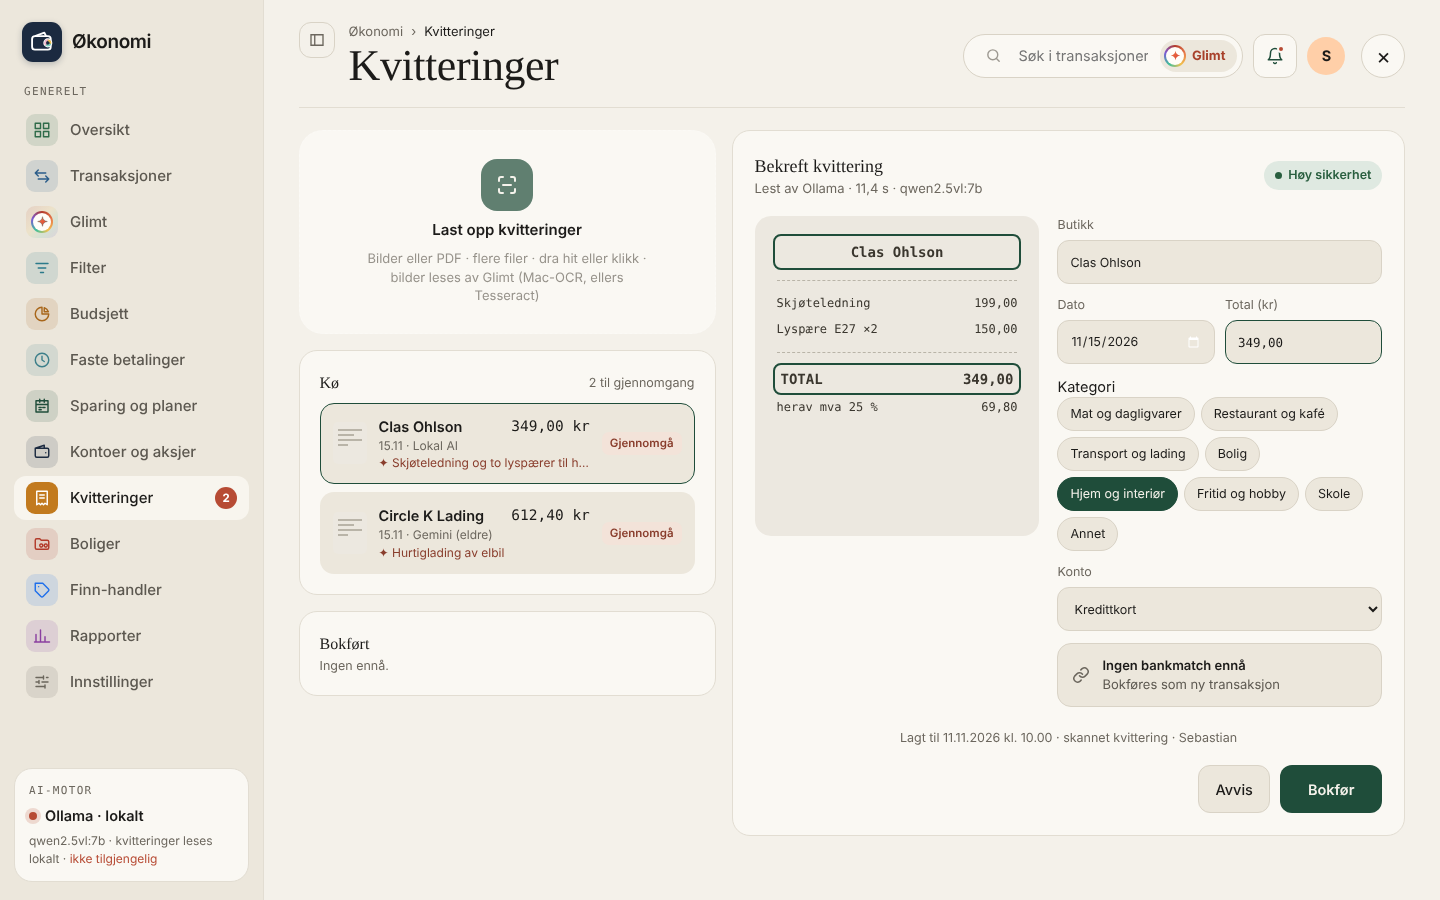 Økonomi
GENERELT
Oversikt
Transaksjoner
Glimt
Filter
Budsjett
Faste betalinger
Sparing og planer
Kontoer og aksjer
Kvitteringer 2
Boliger
Finn-handler
Rapporter
Innstillinger
AI-MOTOR
Ollama · lokalt
qwen2.5vl:7b · kvitteringer leses
lokalt · ikke tilgjengelig
Økonomi › Kvitteringer
Kvitteringer
Søk i transaksjoner Glimt
S
Last opp kvitteringer
Bilder eller PDF · flere filer · dra hit eller klikk ·
bilder leses av Glimt (Mac-OCR, ellers
Tesseract)
Kø 2 til gjennomgang
Clas Ohlson 349,00 kr
15.11 · Lokal AI
✦ Skjøteledning og to lyspærer til h…
Gjennomgå
Circle K Lading 612,40 kr
15.11 · Gemini (eldre)
✦ Hurtiglading av elbil
Gjennomgå
Bokført
Ingen ennå.
Bekreft kvittering
Lest av Ollama · 11,4 s · qwen2.5vl:7b
Høy sikkerhet
Clas Ohlson
Skjøteledning 199,00
Lyspære E27 ×2 150,00
TOTAL 349,00
herav mva 25 % 69,80
Butikk
Clas Ohlson
Dato Total (kr)
11/15/2026 349,00
Kategori
Mat og dagligvarer Restaurant og kafé
Transport og lading Bolig
Hjem og interiør Fritid og hobby Skole
Annet
Konto
Kredittkort
Ingen bankmatch ennå
Bokføres som ny transaksjon
Lagt til 11.11.2026 kl. 10.00 · skannet kvittering · Sebastian
Avvis Bokfør